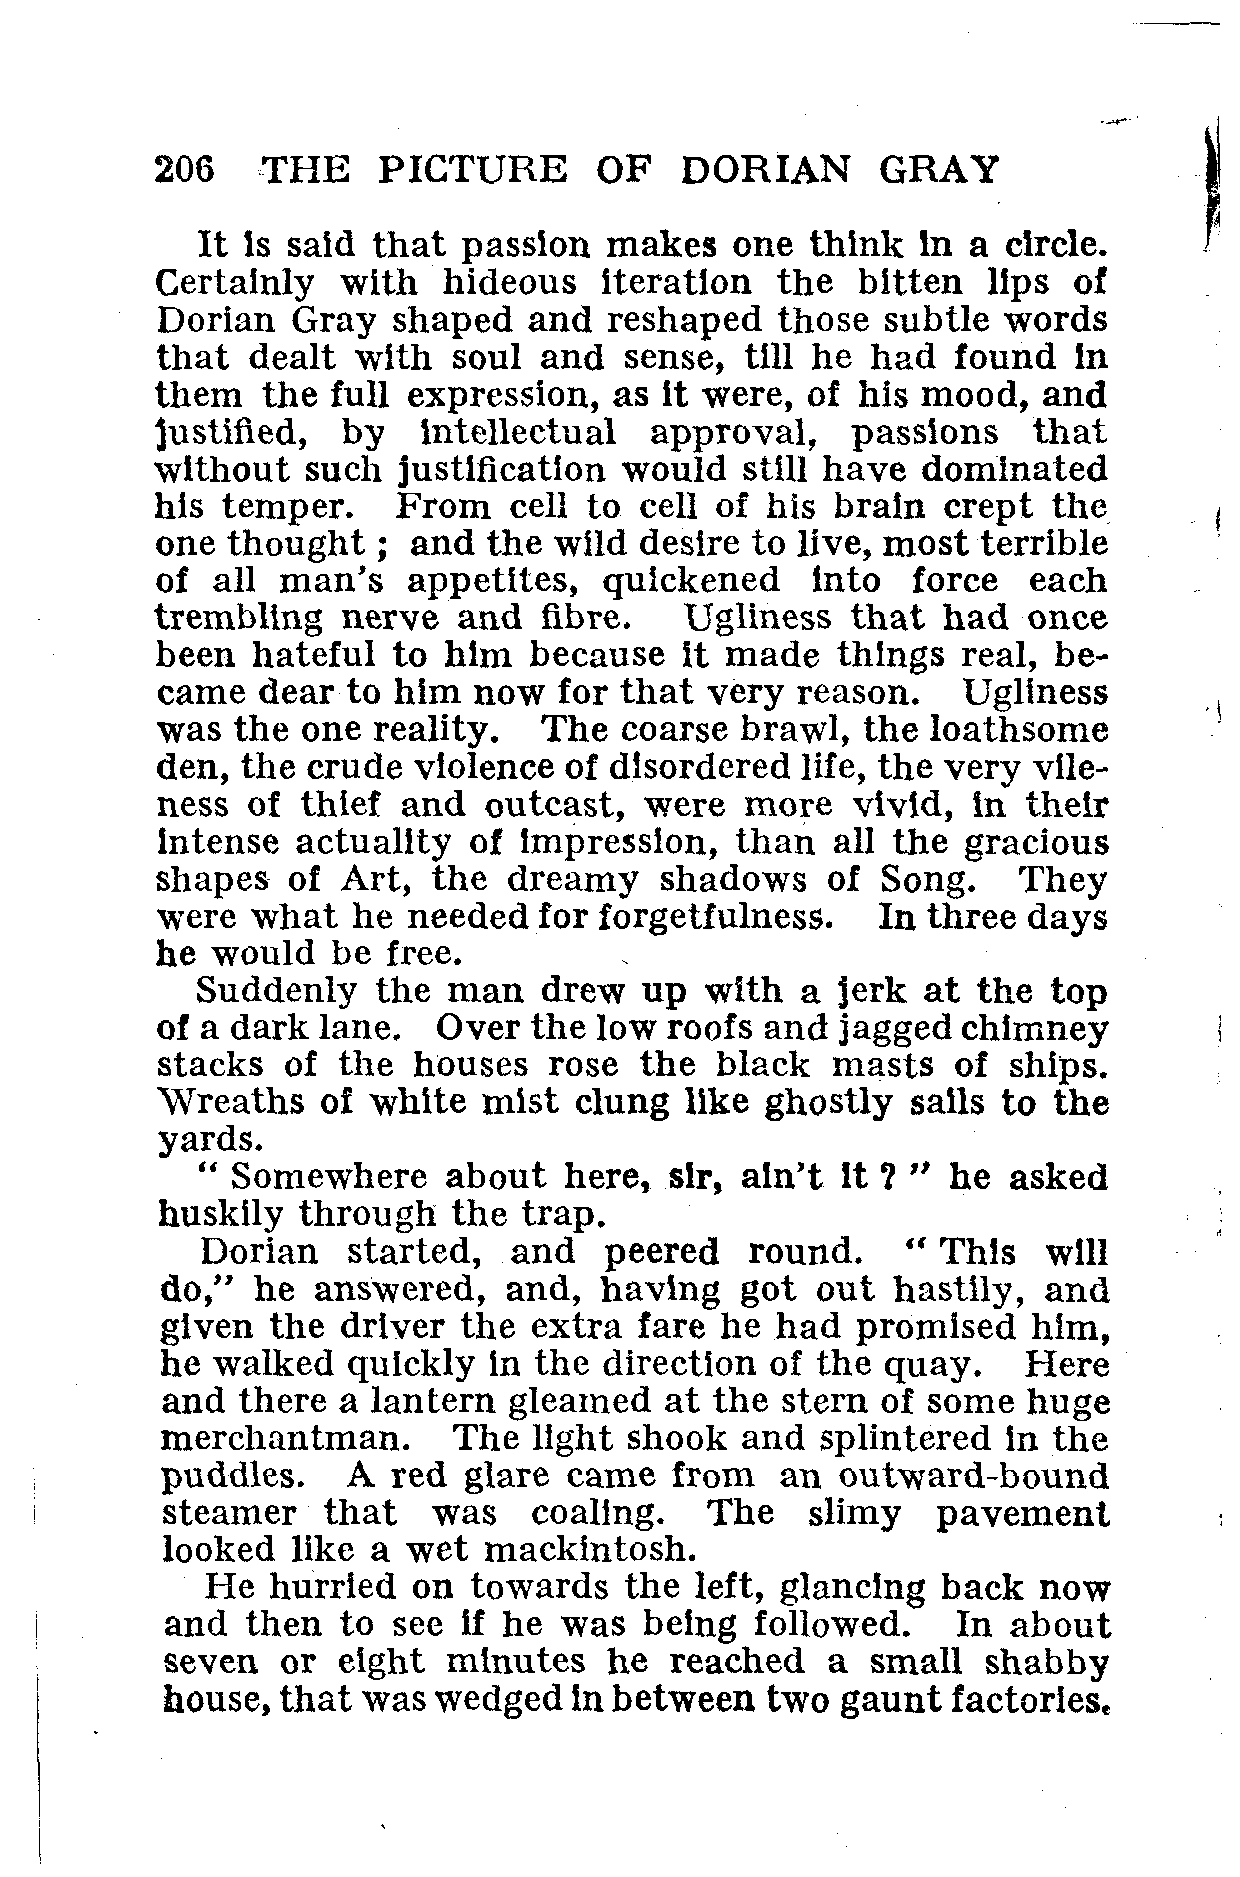 206 THE PICTURE OF DORIAN GRAY
It is said that passion makes one think in a circle.
Certainly with hideous iteration the bitten lips of
Dorian Gray shaped and reshaped those subtle words
that dealt with soul and sense, till he had found in
them the full expression, as it were, of his mood, and
justified, by intellectual approval, passions that
without such justification would still have dominated
his temper. From cell to cell of his brain crept the
one thought ; and the wild desire to live, most terrible
of all man's appetites, quickened into force each
trembling nerve and fibre. Ugliness that had once
been hateful to him because it made things real, be-
came dear to him now for that very reason. Ugliness
was the one reality. The coarse brawl, the loathsome
den, the crude violence of disordered life, the very vile-
ness of thief and outcast, were more vivid, in their
intense actuality of impression, than all the gracious
shapes of Art, the dreamy shadows of Song. They
were what he needed for forgetfulness. In three days
he would be free.
Suddenly the man drew up with a jerk at the top
of a dark lane. Over the low roofs and jagged chimney
stacks of the houses rose the black masts of ships.
Wreaths of white mist clung like ghostly sails to the
yards.
“ Somewhere about here, sir, ain't it ? ” he asked
huskily through the trap.
Dorian started, and peered round. “ This will
do,” he answered, and, having got out hastily, and
given the driver the extra fare he had promised him,
he walked quickly in the direction of the quay. Here
and there a lantern gleamed at the stern of some huge
merchantman. The light shook and splintered in the
puddles. A red glare came from an outward-bound
steamer that was coaling. The slimy pavement
looked like a wet mackintosh.
He hurried on towards the left, glancing back now
and then to see if he was being followed. In about
seven or eight minutes he reached a small shabby
house, that was wedged in between two gaunt factories.